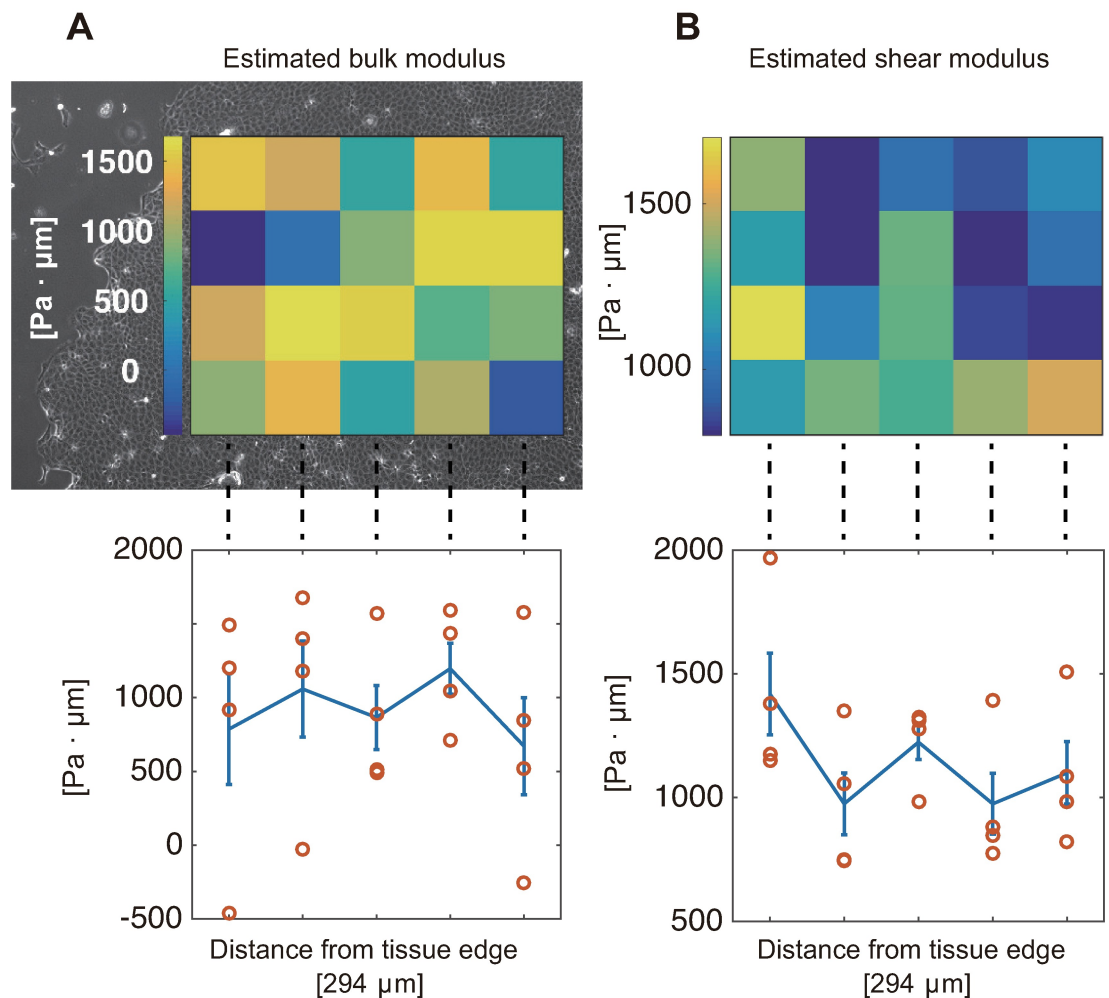 A
Estimated bulk modulus
1500
1000
500
0
[Pa · μm]
B
Estimated shear modulus
1500
1000
[Pa · μm]
2000
1000
500
0
-500
[Pa · μm]
Distance from tissue edge
[294 μm]
2000
1500
1000
500
[Pa · μm]
Distance from tissue edge
[294 μm]